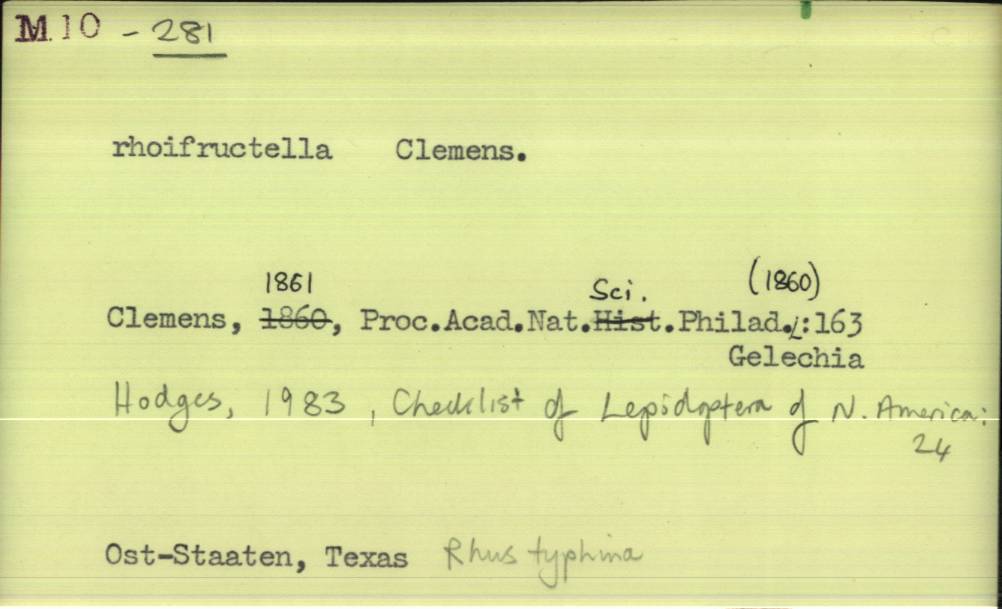 M.10 - 281
rhoifructella Clemens.
1861 Sci. (1860)
Clemens, 1860, Proc.Acad.Nat.Hist.Philad.:163
Gelechia
Hodges, 1983, Checklist of Lepidoptera of N. America:
24
Ost-Staaten, Texas Rhus typhina